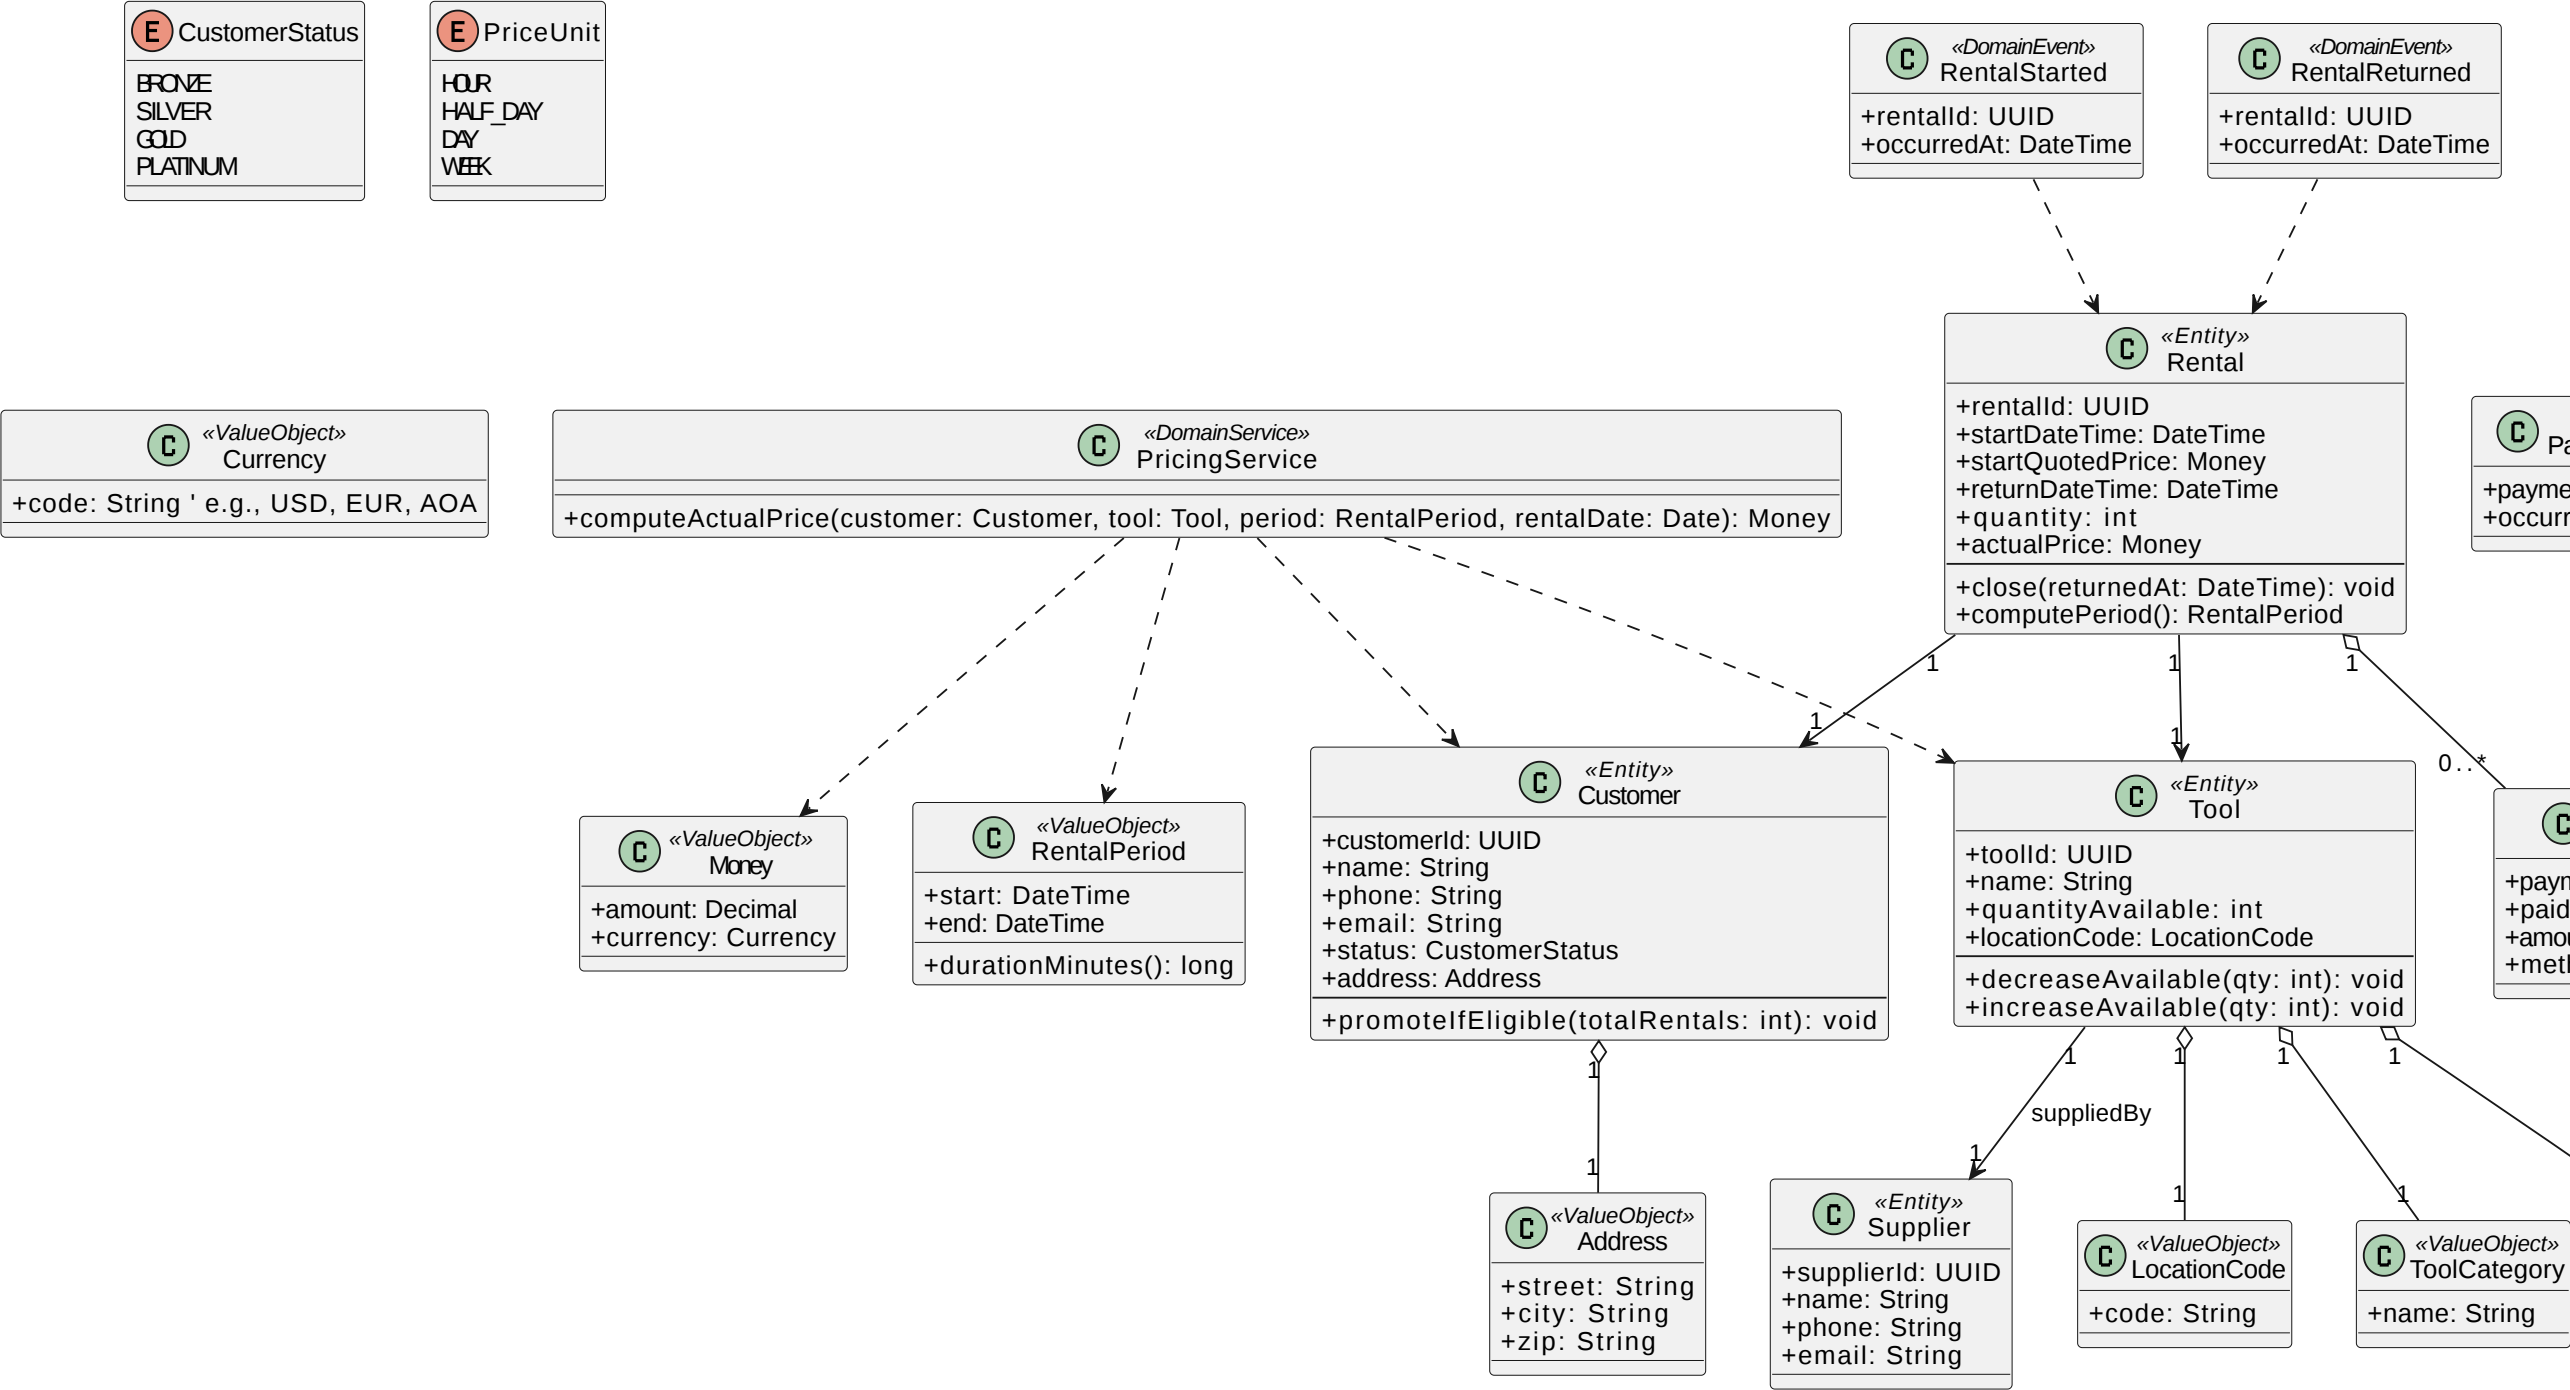 E CustomerStatus
BRONZE
SILVER
GOLD
PLATINUM
E PriceUnit
HOUR
HALF_DAY
DAY
WEEK
C «DomainEvent»
RentalStarted
+rentalId: UUID
+occurredAt: DateTime
C «DomainEvent»
RentalReturned
+rentalId: UUID
+occurredAt: DateTime
C «ValueObject»
Currency
+code: String ' e.g., USD, EUR, AOA
C «DomainService»
PricingService
+computeActualPrice(customer: Customer, tool: Tool, period: RentalPeriod, rentalDate: Date): Money
C «Entity»
Rental
+rentalId: UUID
+startDateTime: DateTime
+startQuotedPrice: Money
+returnDateTime: DateTime
+quantity: int
+actualPrice: Money
+close(returnedAt: DateTime): void
+computePeriod(): RentalPeriod
C
1
1
1
1
1
0..*
C «ValueObject»
Money
+amount: Decimal
+currency: Currency
C «ValueObject»
RentalPeriod
+start: DateTime
+end: DateTime
+durationMinutes(): long
C «Entity»
Customer
+customerId: UUID
+name: String
+phone: String
+email: String
+status: CustomerStatus
+address: Address
+promoteIfEligible(totalRentals: int): void
C «Entity»
Tool
+toolId: UUID
+name: String
+quantityAvailable: int
+locationCode: LocationCode
+decreaseAvailable(qty: int): void
+increaseAvailable(qty: int): void
C
1
1
1
1
1
suppliedBy
1
1
1
1
C «ValueObject»
Address
+street: String
+city: String
+zip: String
C «Entity»
Supplier
+supplierId: UUID
+name: String
+phone: String
+email: String
C «ValueObject»
LocationCode
+code: String
C «ValueObject»
ToolCategory
+name: String